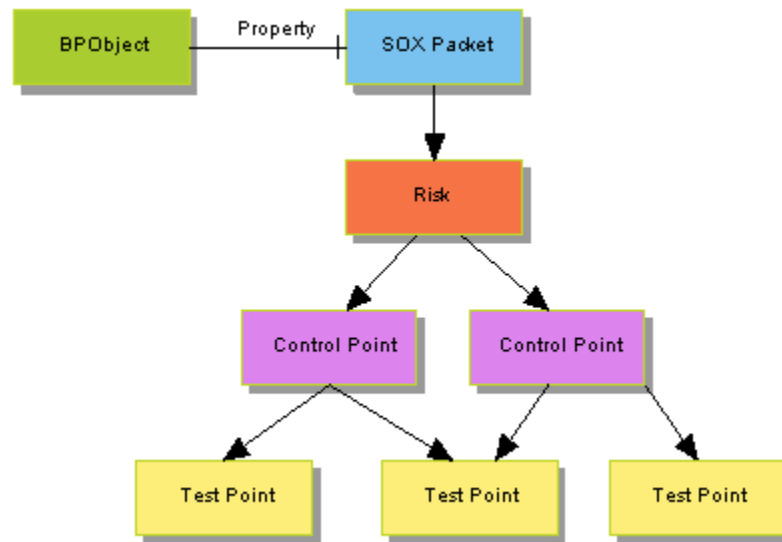 Property
BPObject
SOX Packet
Risk
Control Point
Control Point
Test Point
Test Point
Test Point